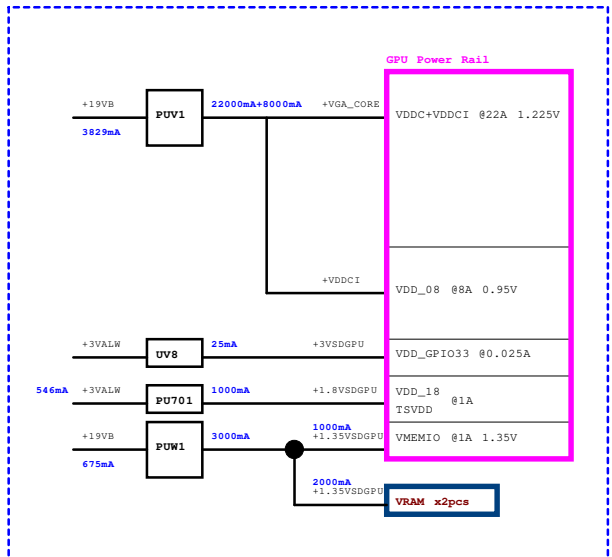 GPU Power Rail
+19VB
3829mA
PUV1
22000mA+8000mA
+VGA_CORE
VDDC+VDDCI @22A 1.225V
+VDDCI
VDD_08 @8A 0.95V
+3VALW
UV8
25mA
+3VSDGPU
VDD_GPIO33 @0.025A
546mA
+3VALW
PU701
1000mA
+1.8VSDGPU
VDD_18
TSVDD
@1A
+19VB
675mA
PUW1
3000mA
1000mA
+1.35VSDGPU
VMEMIO @1A 1.35V
2000mA
+1.35VSDGPU
VRAM x2pcs